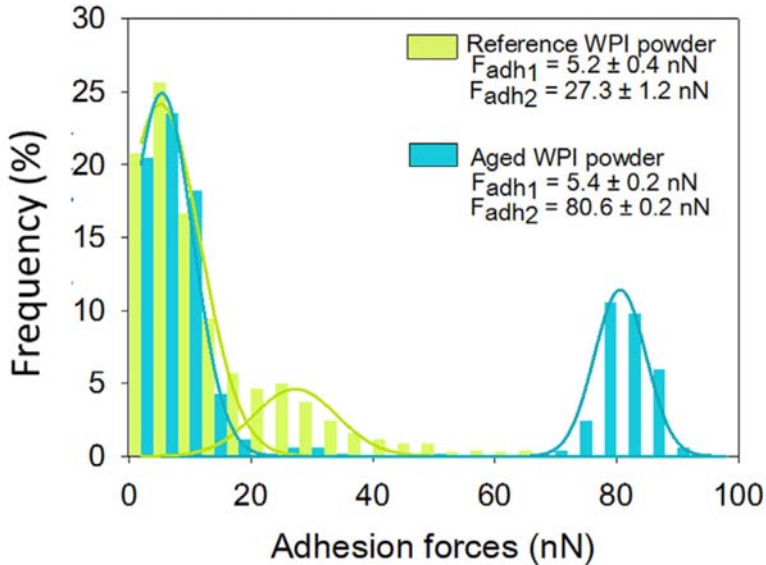 30
25
20
15
10
5
0
Frequency (%)
Reference WPI powder
Fadh1 = 5.2 ± 0.4 nN
Fadh2 = 27.3 ± 1.2 nN
Aged WPI powder
Fadh1 = 5.4 ± 0.2 nN
Fadh2 = 80.6 ± 0.2 nN
0 20 40 60 80 100
Adhesion forces (nN)